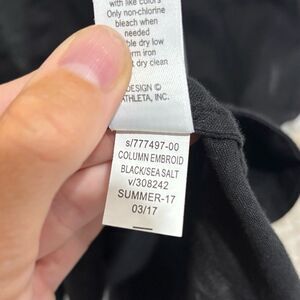 with like colors
Only non-chlorine
bleach when
needed
ble dry low
rm iron
t dry clean
DESIGN ©
ATHLETA, INC.
s/777497-00
COLUMN EMBROID
BLACK/SEA SALT
v/308242
SUMMER-17
03/17